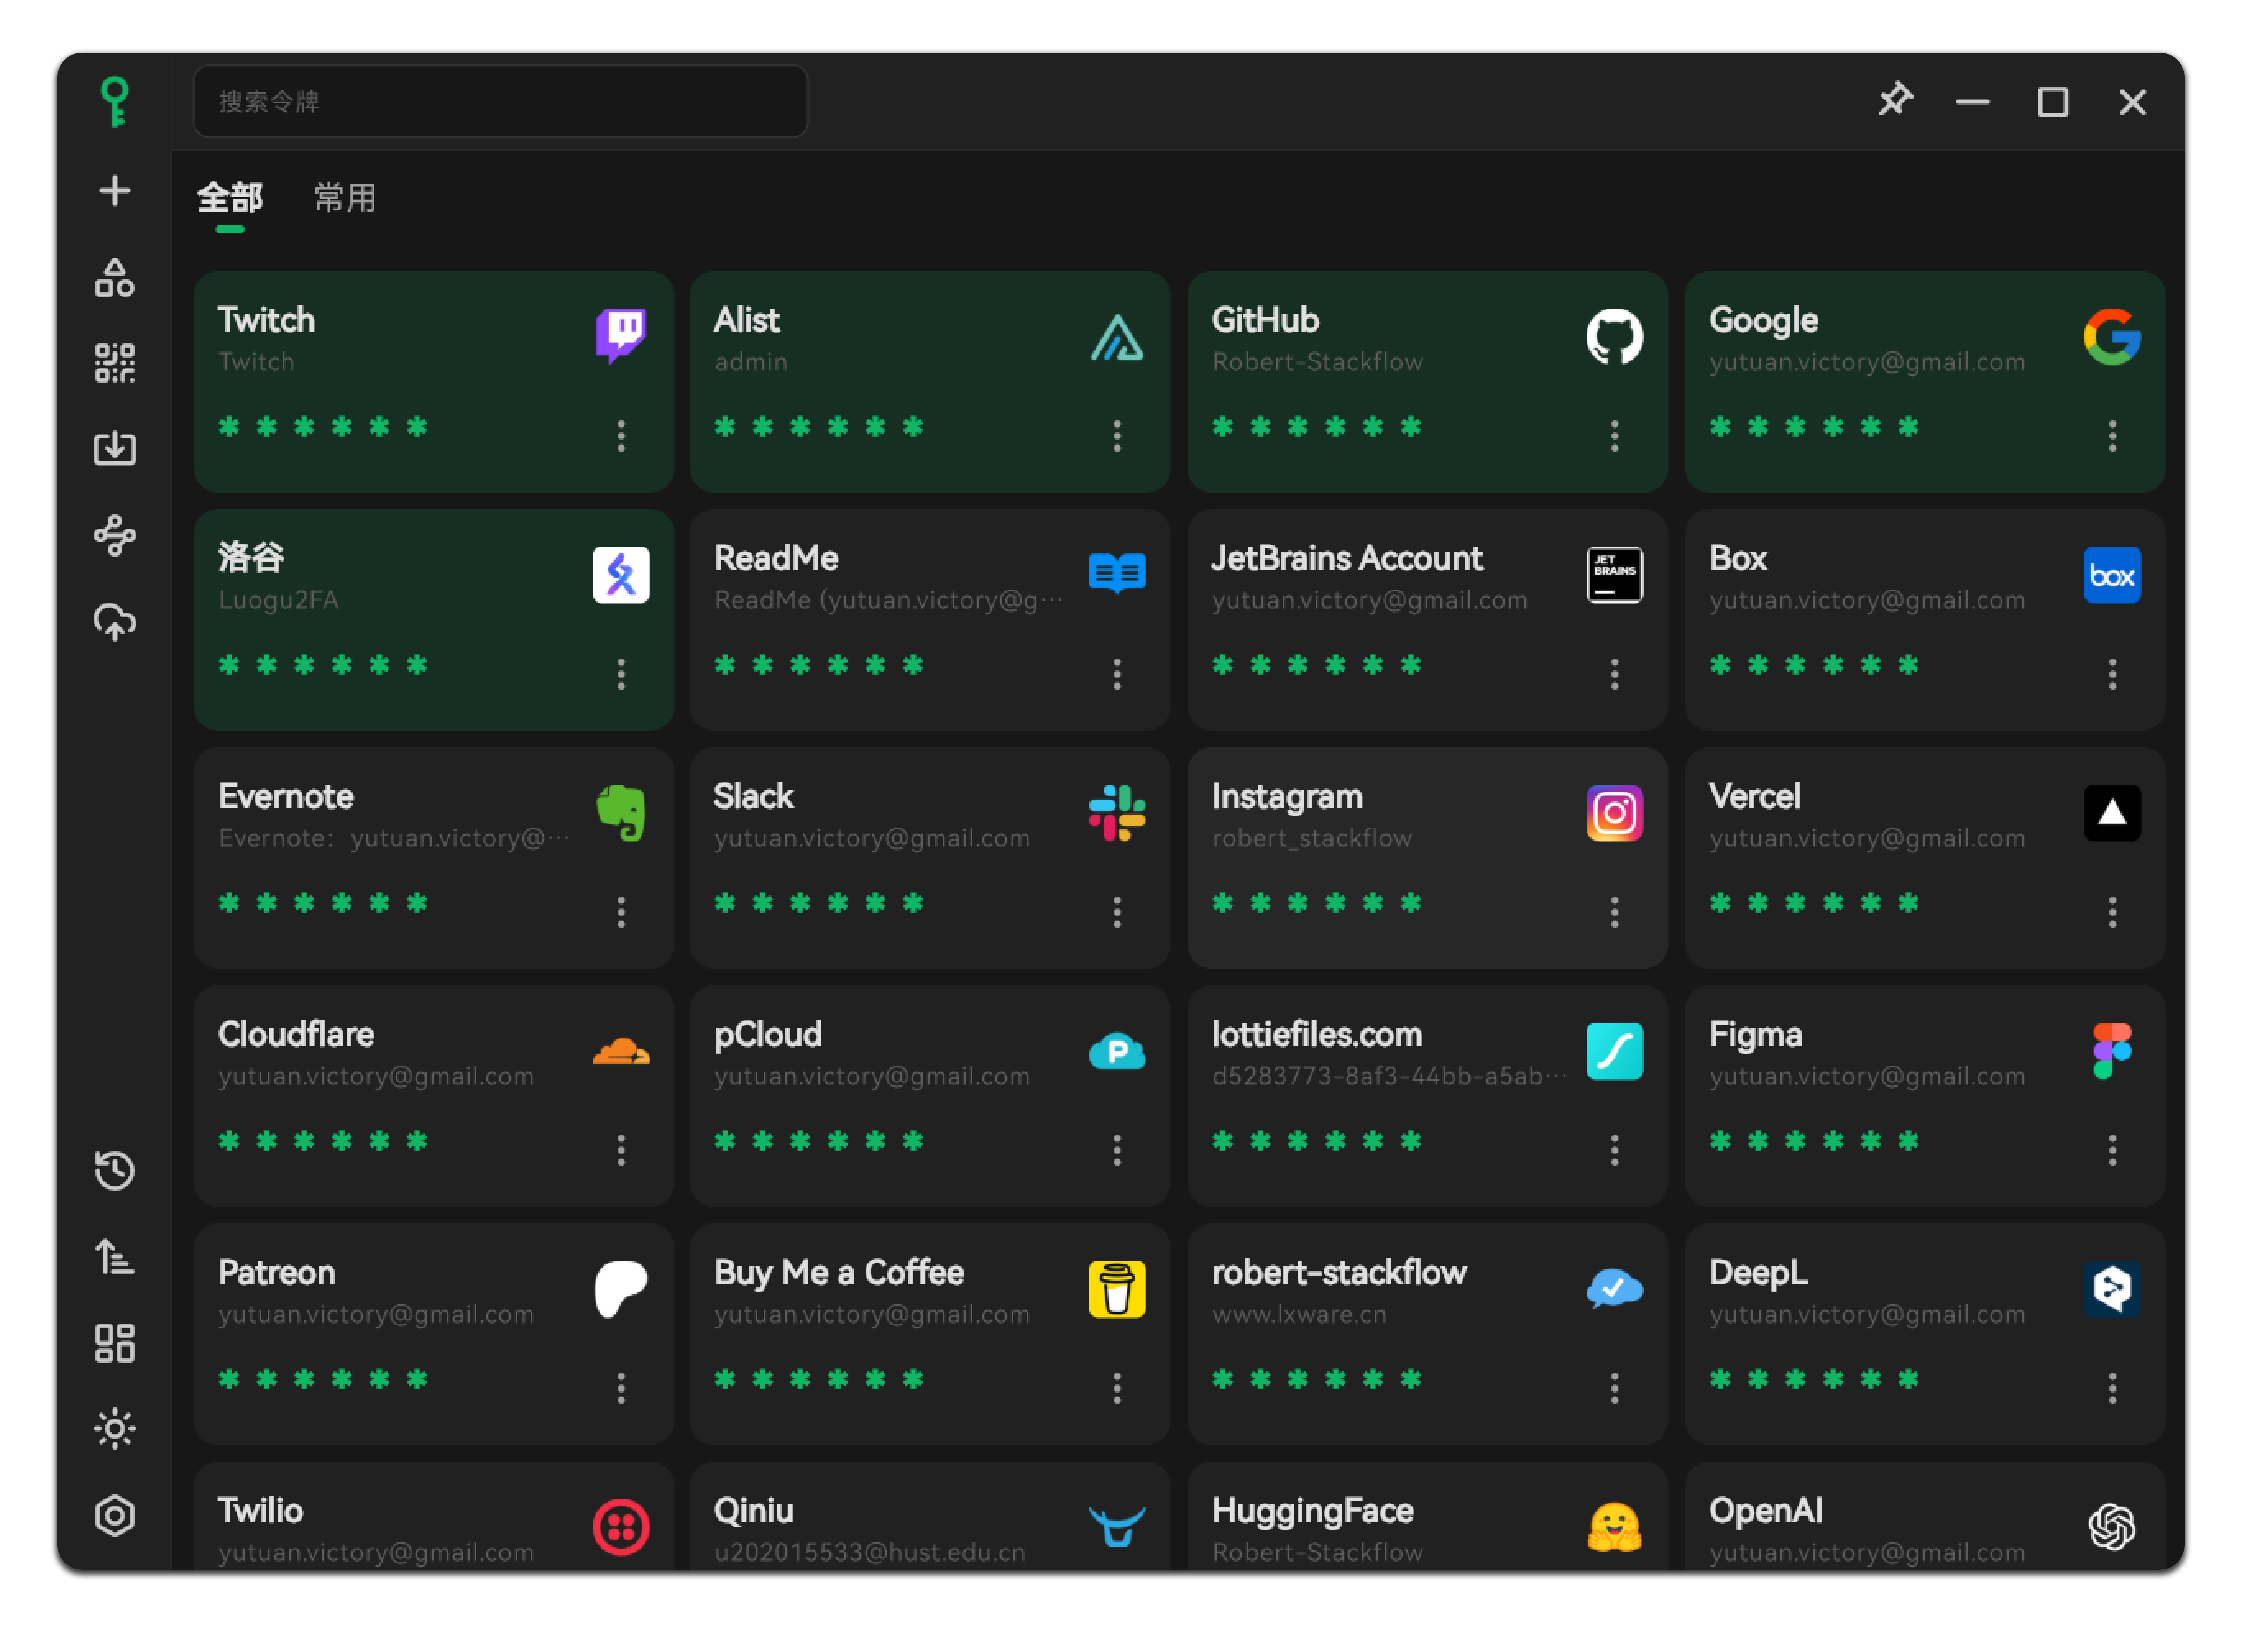 搜索令牌
全部 常用
Twitch
Twitch
* * * * * *
Alist
admin
* * * * * *
GitHub
Robert-Stackflow
* * * * * *
Google
yutuan.victory@gmail.com
* * * * * *
洛谷
Luogu2FA
* * * * * *
ReadMe
ReadMe (yutuan.victory@g···
* * * * * *
JetBrains Account
yutuan.victory@gmail.com
JET
BRAINS
* * * * * *
Box
yutuan.victory@gmail.com
box
* * * * * *
Evernote
Evernote：yutuan.victory@···
* * * * * *
Slack
yutuan.victory@gmail.com
* * * * * *
Instagram
robert_stackflow
* * * * * *
Vercel
yutuan.victory@gmail.com
* * * * * *
Cloudflare
yutuan.victory@gmail.com
* * * * * *
pCloud
yutuan.victory@gmail.com
P
* * * * * *
lottiefiles.com
d5283773-8af3-44bb-a5ab···
* * * * * *
Figma
yutuan.victory@gmail.com
* * * * * *
Patreon
yutuan.victory@gmail.com
* * * * * *
Buy Me a Coffee
yutuan.victory@gmail.com
* * * * * *
robert-stackflow
www.lxware.cn
* * * * * *
DeepL
yutuan.victory@gmail.com
* * * * * *
Twilio
yutuan.victory@gmail.com
Qiniu
u202015533@hust.edu.cn
HuggingFace
Robert-Stackflow
OpenAI
yutuan.victory@gmail.com